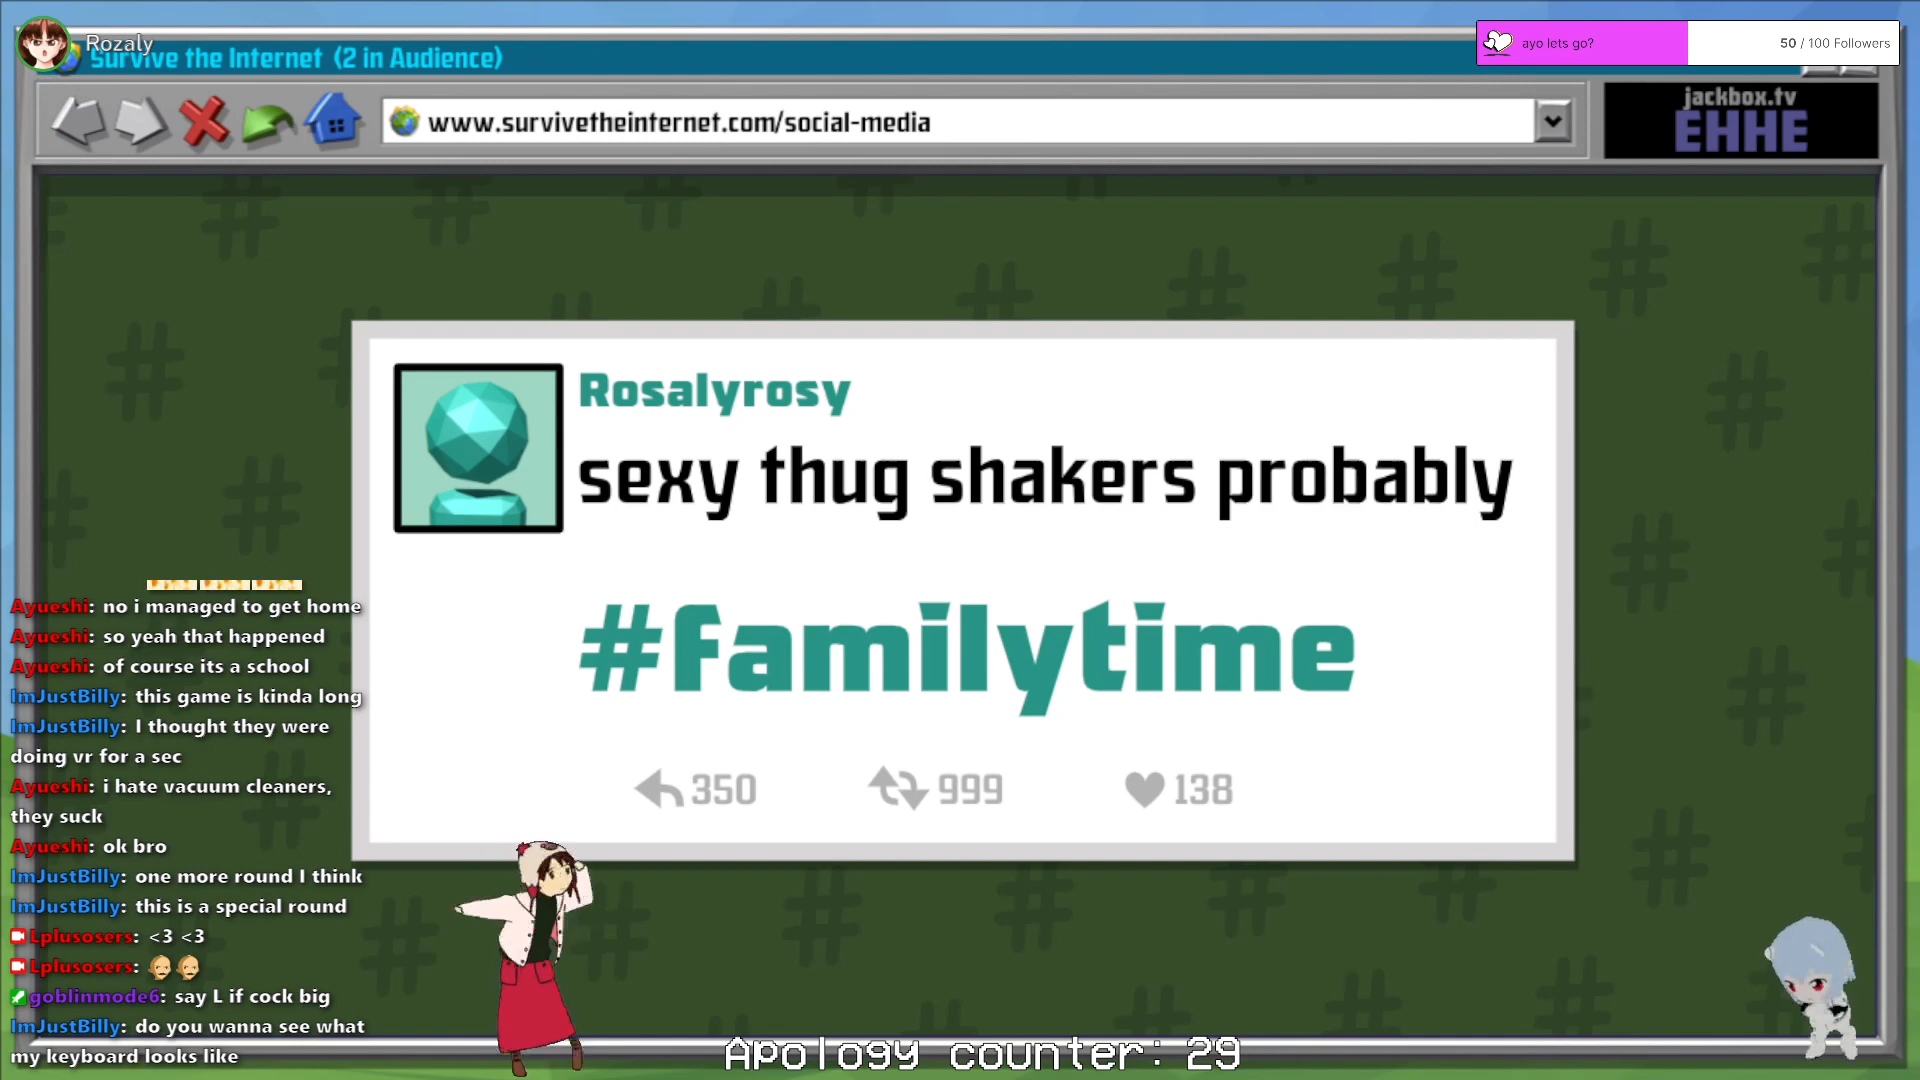 Rozaly
Survive the Internet (2 in Audience)
ayo lets go?
50 / 100 Followers
www.survivetheinternet.com/social-media
jackbox.tv
EHHE
Rosalyrosy
sexy thug shakers probably
#familytime
350
999
138
Ayueshi: no i managed to get home
Ayueshi: so yeah that happened
Ayueshi: of course its a school
ImJustBilly: this game is kinda long
ImJustBilly: I thought they were
doing vr for a sec
Ayueshi: i hate vacuum cleaners,
they suck
Ayueshi: ok bro
ImJustBilly: one more round I think
ImJustBilly: this is a special round
Lplusosers: <3 <3
Lplusosers:
goblinmode6: say L if cock big
ImJustBilly: do you wanna see what
my keyboard looks like
Apology counter: 29